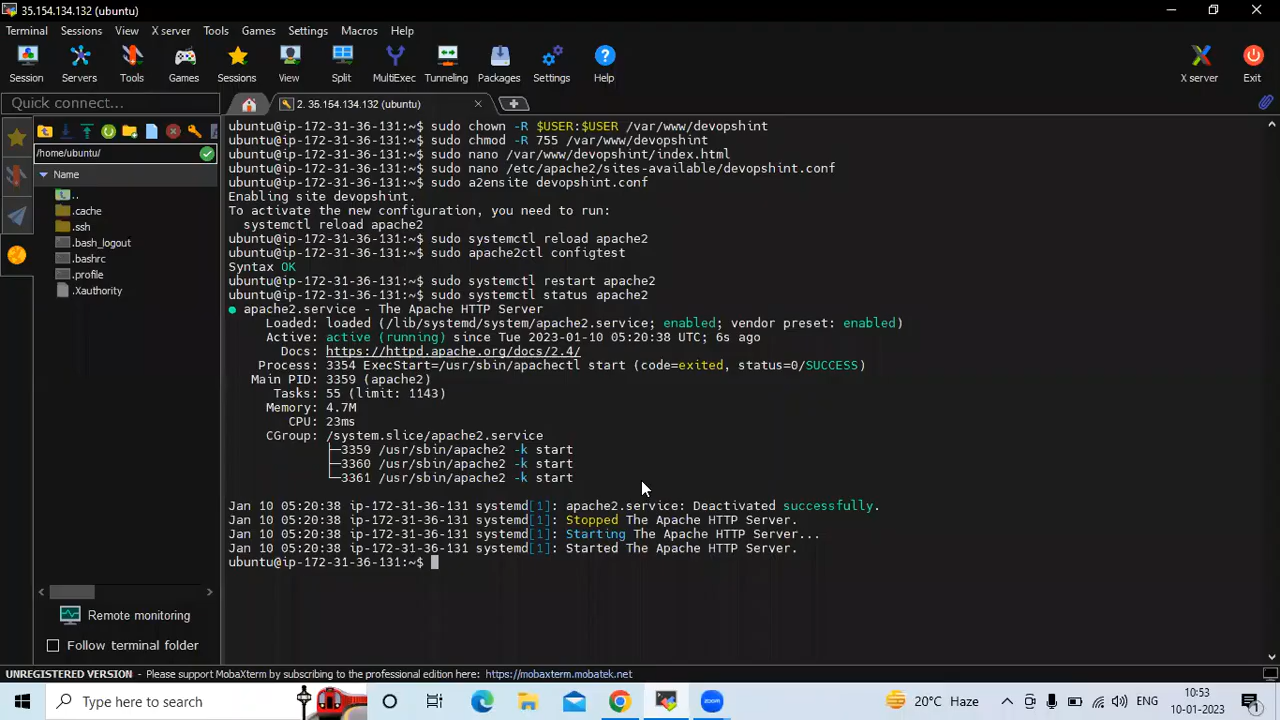 35.154.134.132 (ubuntu)
Terminal Sessions View X server Tools Games Settings Macros Help
Session Servers Tools Games Sessions View Split MultiExec Tunneling Packages Settings Help X server Exit
Quick connect...
2. 35.154.134.132 (ubuntu)
/home/ubuntu/
Name
..
.cache
.ssh
.bash_logout
.bashrc
.profile
.Xauthority
Remote monitoring
Follow terminal folder
ubuntu@ip-172-31-36-131:~$ sudo chown -R $USER:$USER /var/www/devopshint
ubuntu@ip-172-31-36-131:~$ sudo chmod -R 755 /var/www/devopshint
ubuntu@ip-172-31-36-131:~$ sudo nano /var/www/devopshint/index.html
ubuntu@ip-172-31-36-131:~$ sudo nano /etc/apache2/sites-available/devopshint.conf
ubuntu@ip-172-31-36-131:~$ sudo a2ensite devopshint.conf
Enabling site devopshint.
To activate the new configuration, you need to run:
systemctl reload apache2
ubuntu@ip-172-31-36-131:~$ sudo systemctl reload apache2
ubuntu@ip-172-31-36-131:~$ sudo apache2ctl configtest
Syntax OK
ubuntu@ip-172-31-36-131:~$ sudo systemctl restart apache2
ubuntu@ip-172-31-36-131:~$ sudo systemctl status apache2
● apache2.service - The Apache HTTP Server
Loaded: loaded (/lib/systemd/system/apache2.service; enabled; vendor preset: enabled)
Active: active (running) since Tue 2023-01-10 05:20:38 UTC; 6s ago
Docs: https://httpd.apache.org/docs/2.4/
Process: 3354 ExecStart=/usr/sbin/apachectl start (code=exited, status=0/SUCCESS)
Main PID: 3359 (apache2)
Tasks: 55 (limit: 1143)
Memory: 4.7M
CPU: 23ms
CGroup: /system.slice/apache2.service
├─3359 /usr/sbin/apache2 -k start
├─3360 /usr/sbin/apache2 -k start
└─3361 /usr/sbin/apache2 -k start
Jan 10 05:20:38 ip-172-31-36-131 systemd[1]: apache2.service: Deactivated successfully.
Jan 10 05:20:38 ip-172-31-36-131 systemd[1]: Stopped The Apache HTTP Server.
Jan 10 05:20:38 ip-172-31-36-131 systemd[1]: Starting The Apache HTTP Server...
Jan 10 05:20:38 ip-172-31-36-131 systemd[1]: Started The Apache HTTP Server.
ubuntu@ip-172-31-36-131:~$
UNREGISTERED VERSION - Please support MobaXterm by subscribing to the professional edition here: https://mobaxterm.mobatek.net
Type here to search
zoom
20°C Haze
ENG
10:53
10-01-2023
1